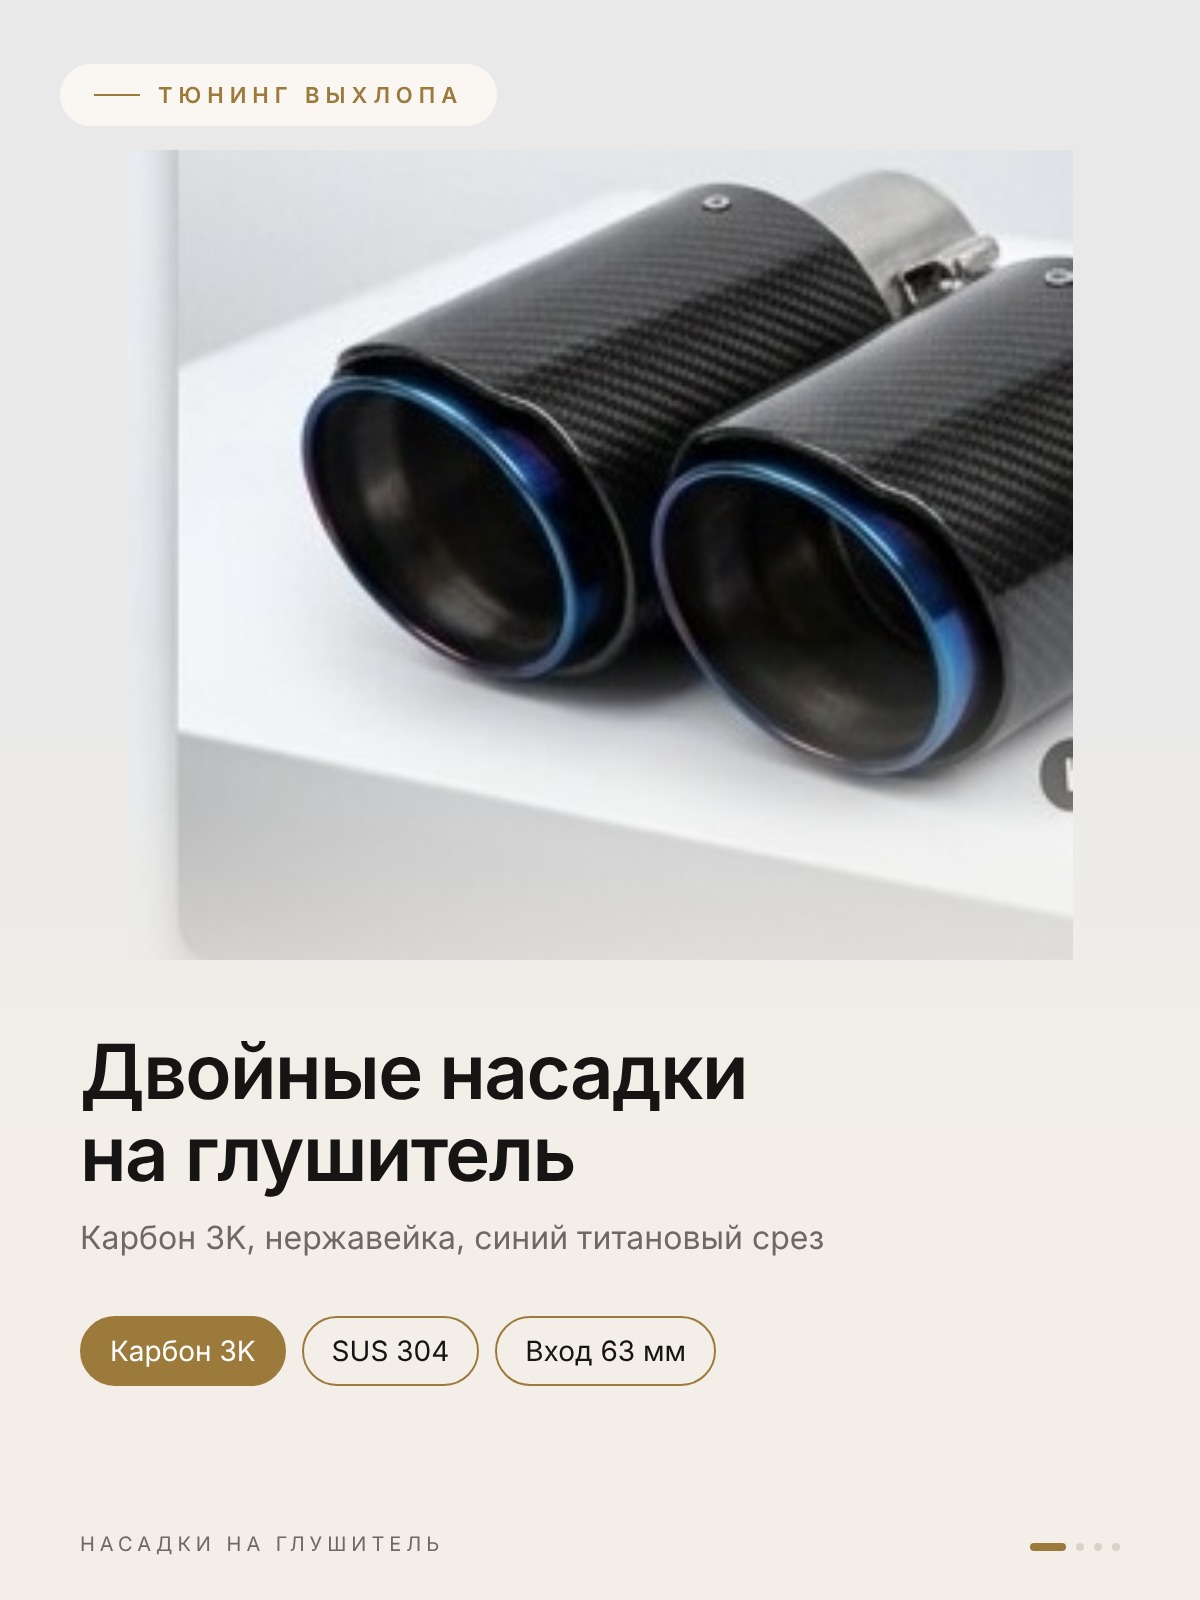 ТЮНИНГ ВЫХЛОПА
Двойные насадки
на глушитель
Карбон 3K, нержавейка, синий титановый срез
Карбон 3K
SUS 304
Вход 63 мм
НАСАДКИ НА ГЛУШИТЕЛЬ